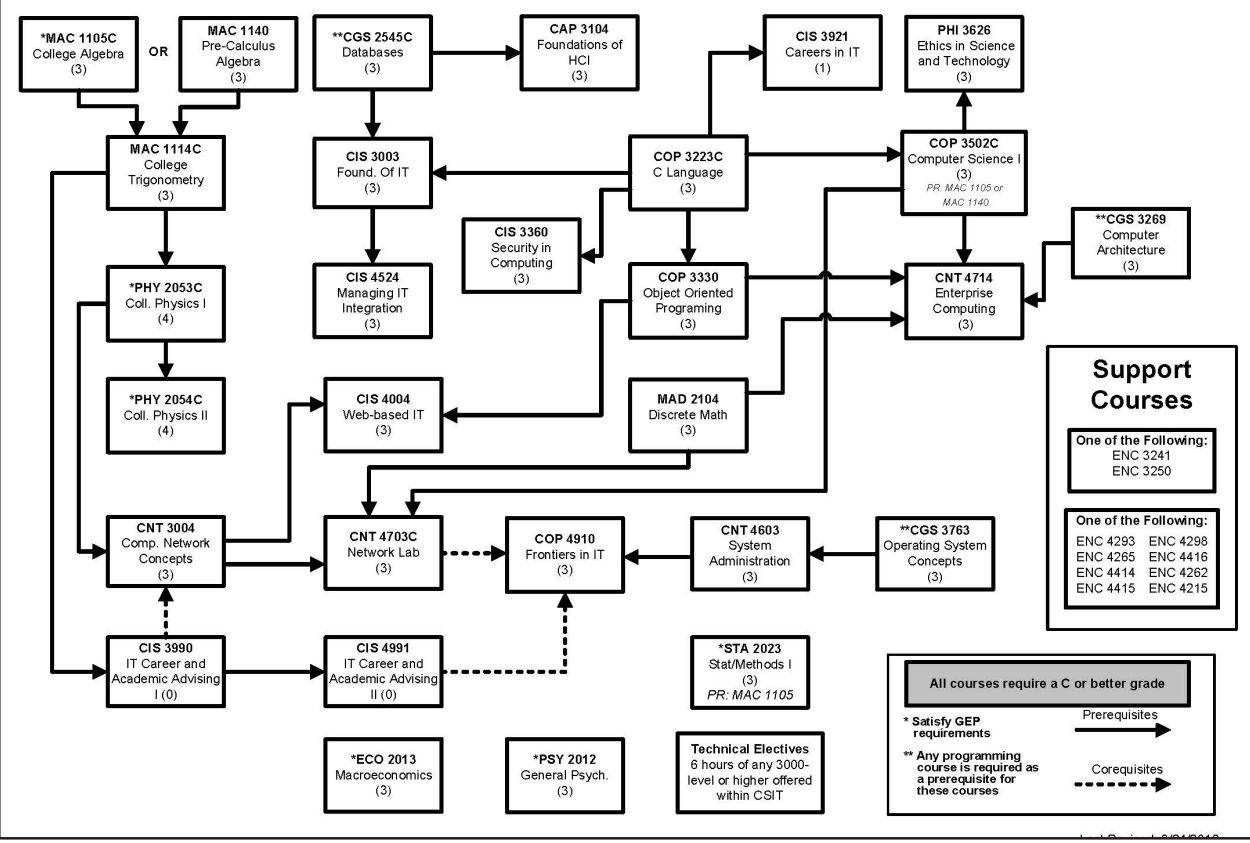 *MAC 1105C
College Algebra
(3)
OR
MAC 1140
Pre-Calculus
Algebra
(3)
**CGS 2545C
Databases
(3)
CAP 3104
Foundations of
HCI
(3)
CIS 3921
Careers in IT
(1)
PHI 3626
Ethics in Science
and Technology
(3)
MAC 1114C
College
Trigonometry
(3)
CIS 3003
Found. Of IT
(3)
COP 3223C
C Language
(3)
COP 3502C
Computer Science I
(3)
PR: MAC 1105 or
MAC 1140
CIS 3360
Security in
Computing
(3)
**CGS 3269
Computer
Architecture
(3)
*PHY 2053C
Coll. Physics I
(4)
CIS 4524
Managing IT
Integration
(3)
COP 3330
Object Oriented
Programing
(3)
CNT 4714
Enterprise
Computing
(3)
*PHY 2054C
Coll. Physics II
(4)
CIS 4004
Web-based IT
(3)
MAD 2104
Discrete Math
(3)
Support
Courses
One of the Following:
ENC 3241
ENC 3250
One of the Following:
ENC 4293 ENC 4298
ENC 4265 ENC 4416
ENC 4414 ENC 4262
ENC 4415 ENC 4215
CNT 3004
Comp. Network
Concepts
(3)
CNT 4703C
Network Lab
(3)
COP 4910
Frontiers in IT
(3)
CNT 4603
System
Administration
(3)
**CGS 3763
Operating System
Concepts
(3)
CIS 3990
IT Career and
Academic Advising
I (0)
CIS 4991
IT Career and
Academic Advising
II (0)
*STA 2023
Stat/Methods I
(3)
PR: MAC 1105
*ECO 2013
Macroeconomics
(3)
*PSY 2012
General Psych.
(3)
Technical Electives
6 hours of any 3000-
level or higher offered
within CSIT
All courses require a C or better grade
* Satisfy GEP
requirements
Prerequisites
** Any programming
course is required as
a prerequisite for
these courses
Corequisites